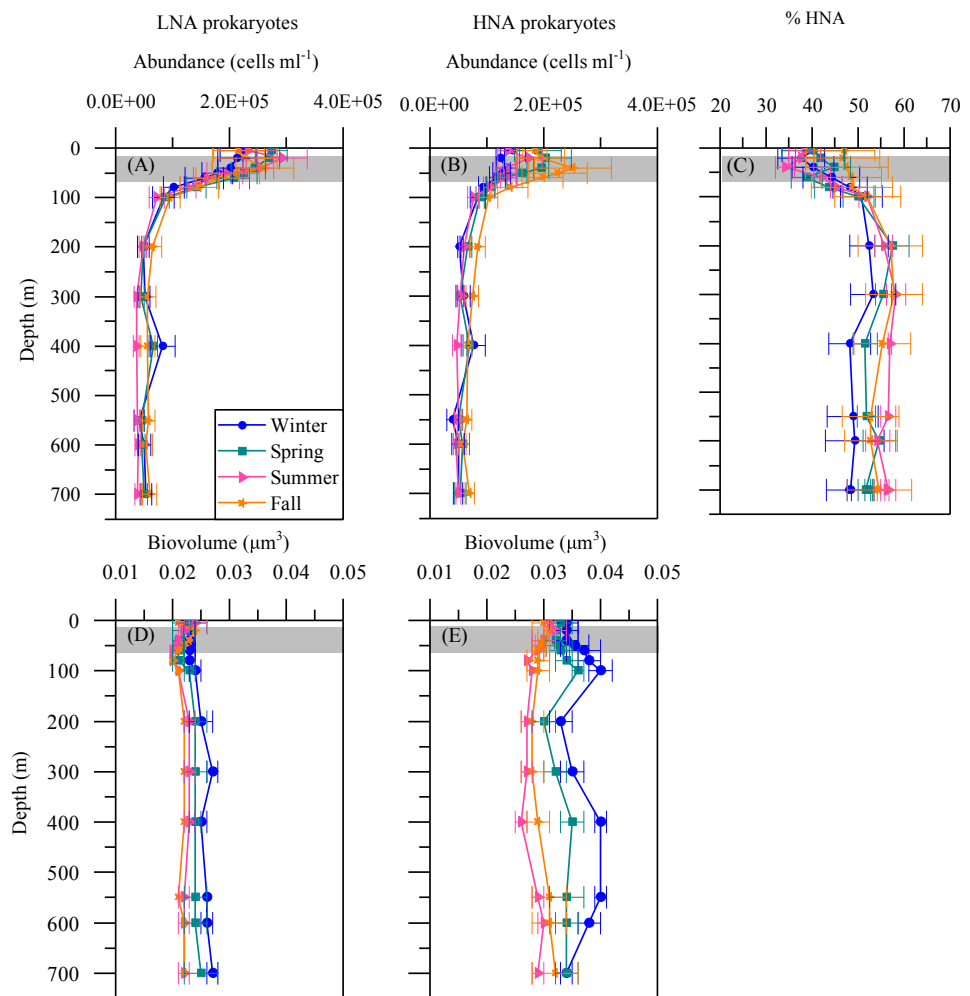 LNA prokaryotes
HNA prokaryotes
% HNA
Abundance (cells ml-1)
Abundance (cells ml-1)
0.0E+00 2.0E+05 4.0E+05
0.0E+00 2.0E+05 4.0E+05
20 30 40 50 60 70
0
100
200
300
400
500
600
700
Depth (m)
(A)
(B)
(C)
Winter
Spring
Summer
Fall
Biovolume (μm3)
Biovolume (μm3)
0.01 0.02 0.03 0.04 0.05
0.01 0.02 0.03 0.04 0.05
0
100
200
300
400
500
600
700
Depth (m)
(D)
(E)